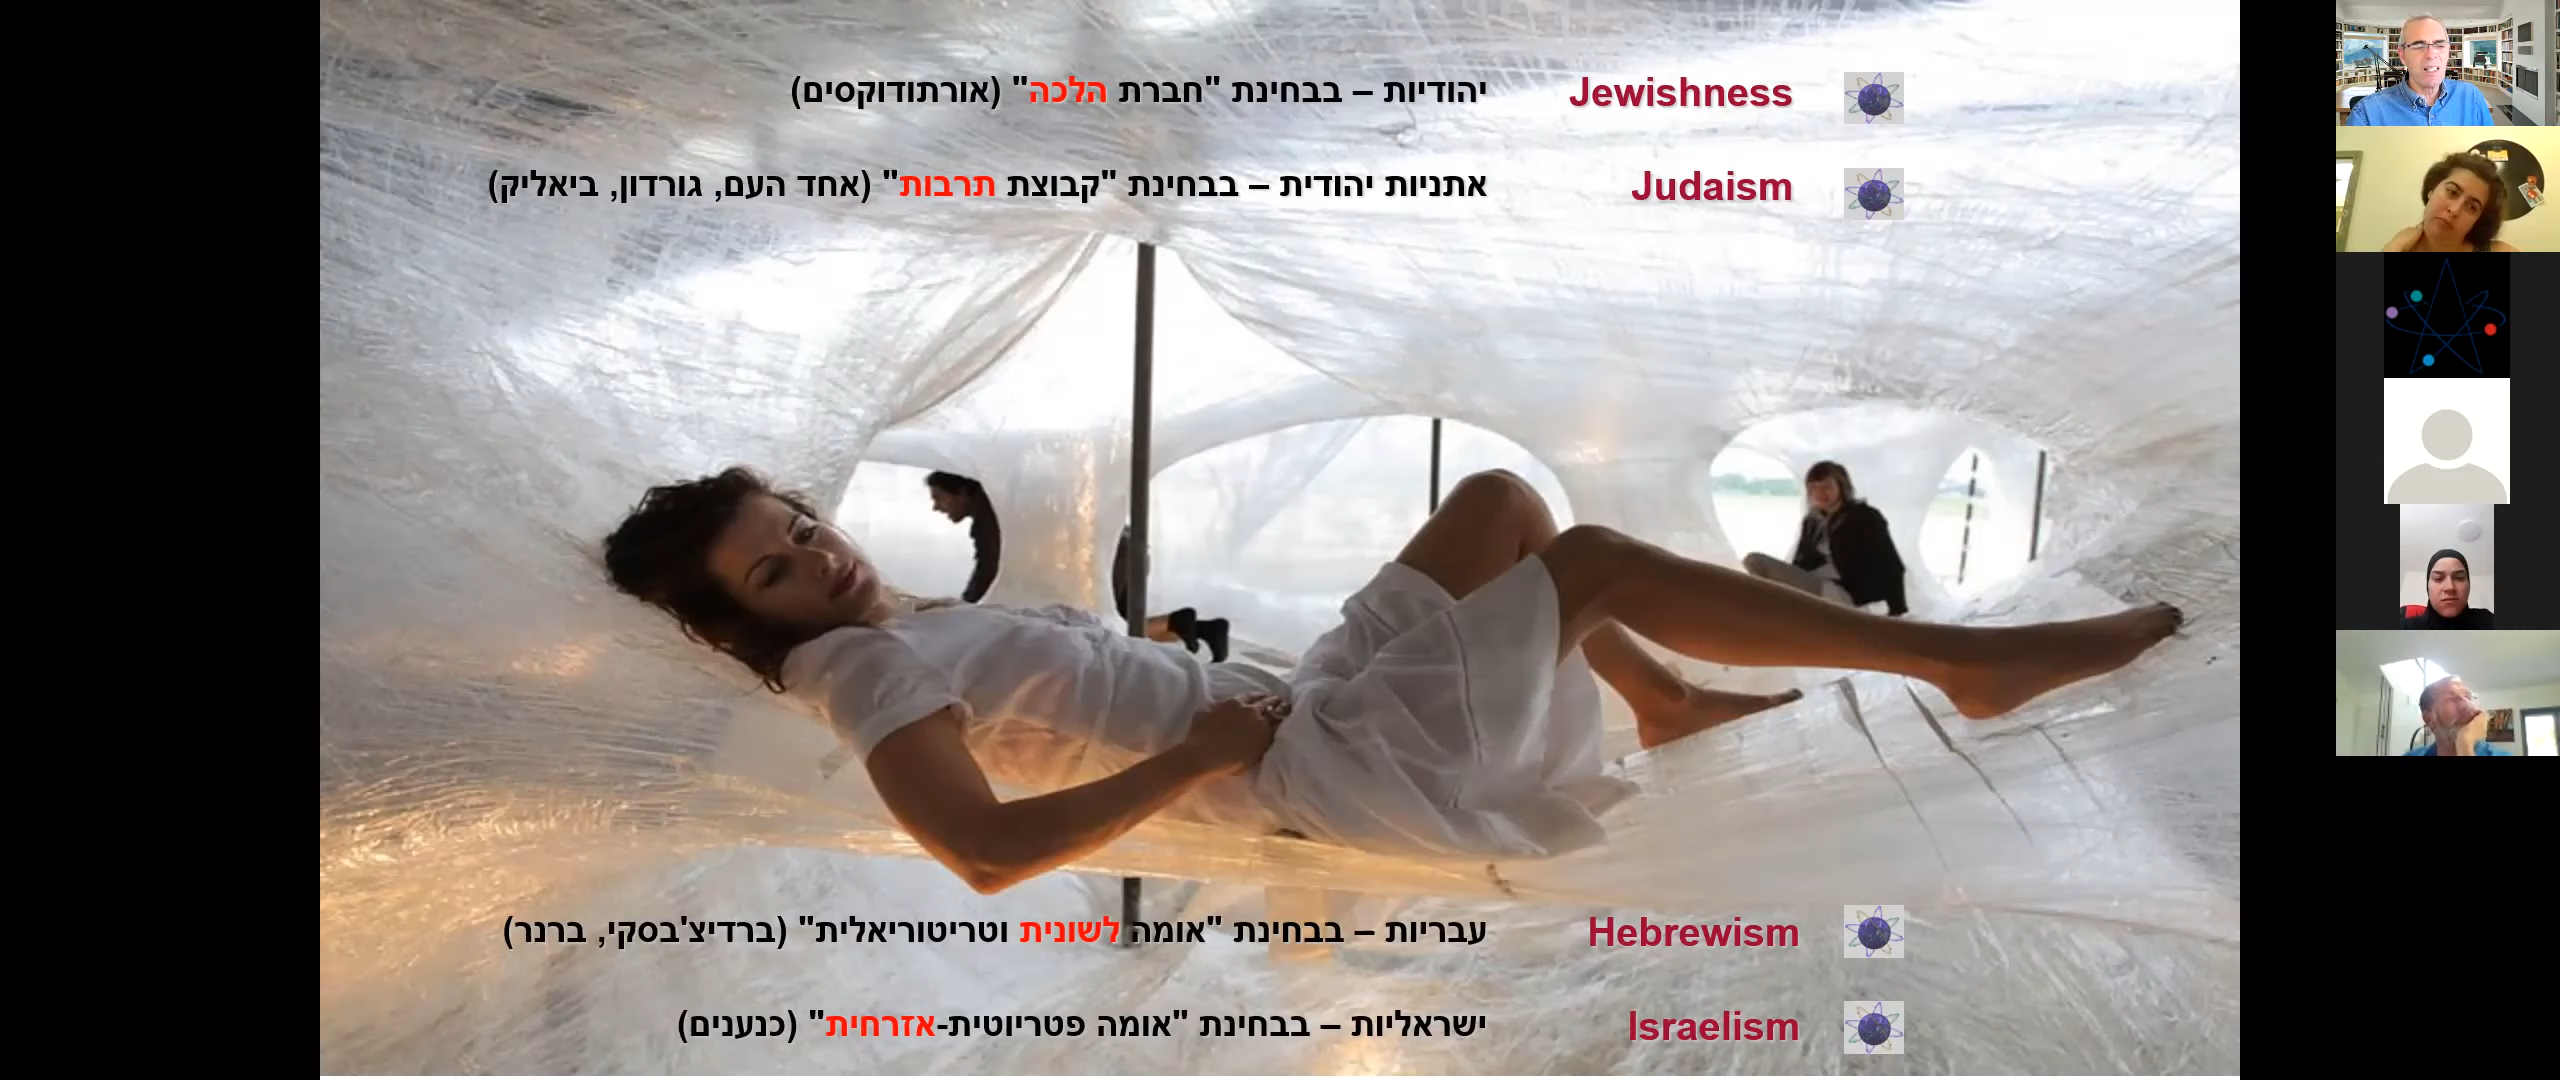 Jewishness יהודיות – בבחינת "חברת הלכה" (אורתודוקסים)
Judaism אתניות יהודית – בבחינת "קבוצת תרבות" (אחד העם, גורדון, ביאליק)
Hebrewism עבריות – בבחינת "אומה לשונית וטריטוריאלית" (ברדיצ'בסקי, ברנר)
Israelism ישראליות – בבחינת "אומה פטריוטית-אזרחית" (כנענים)